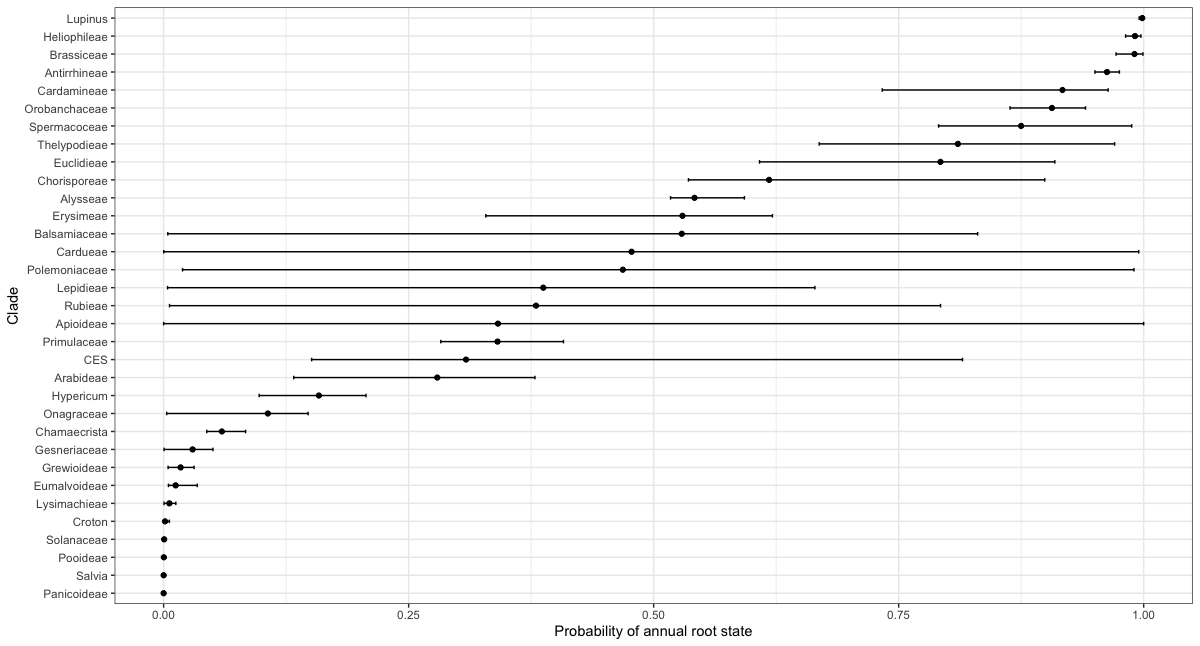 Lupinus
Heliophileae
Brassiceae
Antirrhineae
Cardamineae
Orobanchaceae
Spermacoceae
Thelypodieae
Euclidieae
Chorisporeae
Alysseae
Erysimeae
Balsamiaceae
Cardueae
Polemoniaceae
Lepidieae
Rubieae
Apioideae
Primulaceae
CES
Arabideae
Hypericum
Onagraceae
Chamaecrista
Gesneriaceae
Grewioideae
Eumalvoideae
Lysimachieae
Croton
Solanaceae
Pooideae
Salvia
Panicoideae
Clade
0.00 0.25 0.50 0.75 1.00
Probability of annual root state